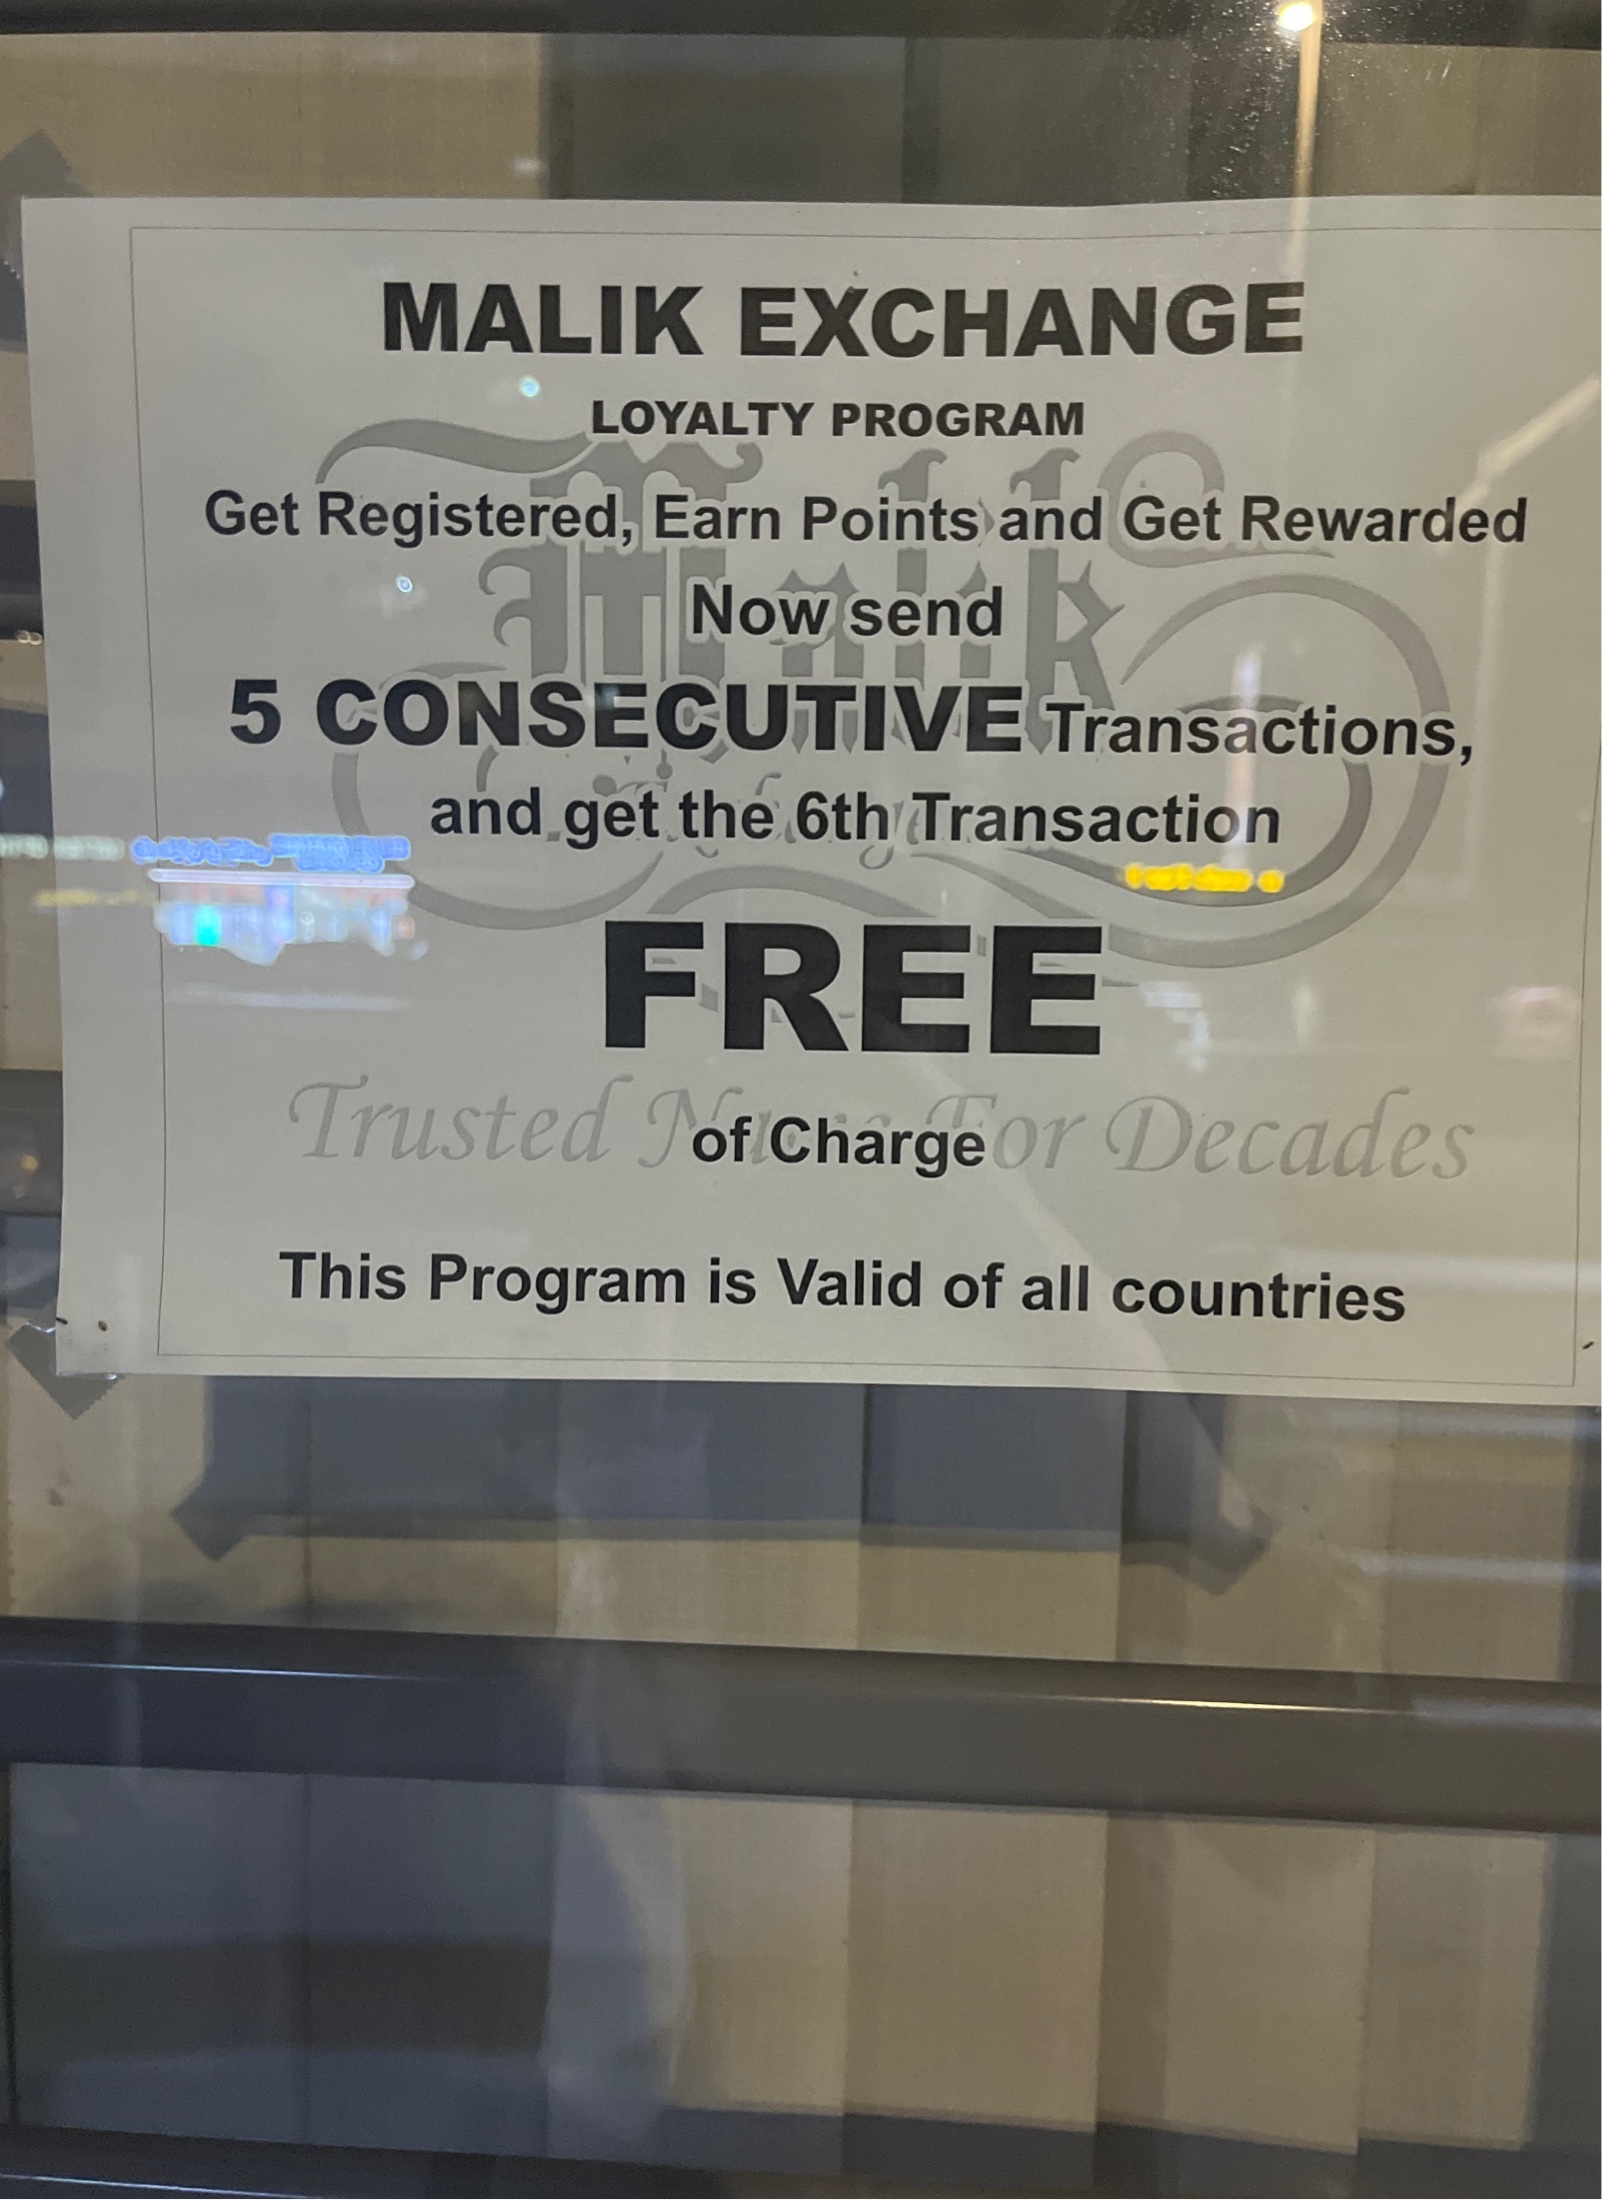 MALIK EXCHANGE
LOYALTY PROGRAM
Get Registered, Earn Points and Get Rewarded
Now send
5 CONSECUTIVE Transactions,
and get the 6th Transaction
FREE
of Charge
Trusted For Decades
This Program is Valid of all countries